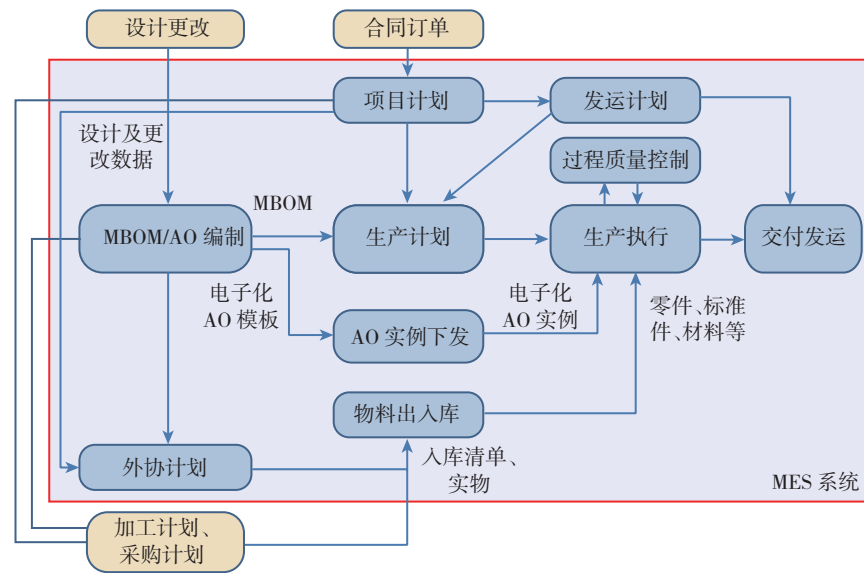 设计更改
合同订单
项目计划
发运计划
设计及更
改数据
过程质量控制
MBOM
MBOM/AO 编制
生产计划
生产执行
交付发运
电子化
AO 模板
电子化
AO 实例
零件、标准
件、材料等
AO 实例下发
物料出入库
外协计划
入库清单、
实物
MES 系统
加工计划、
采购计划